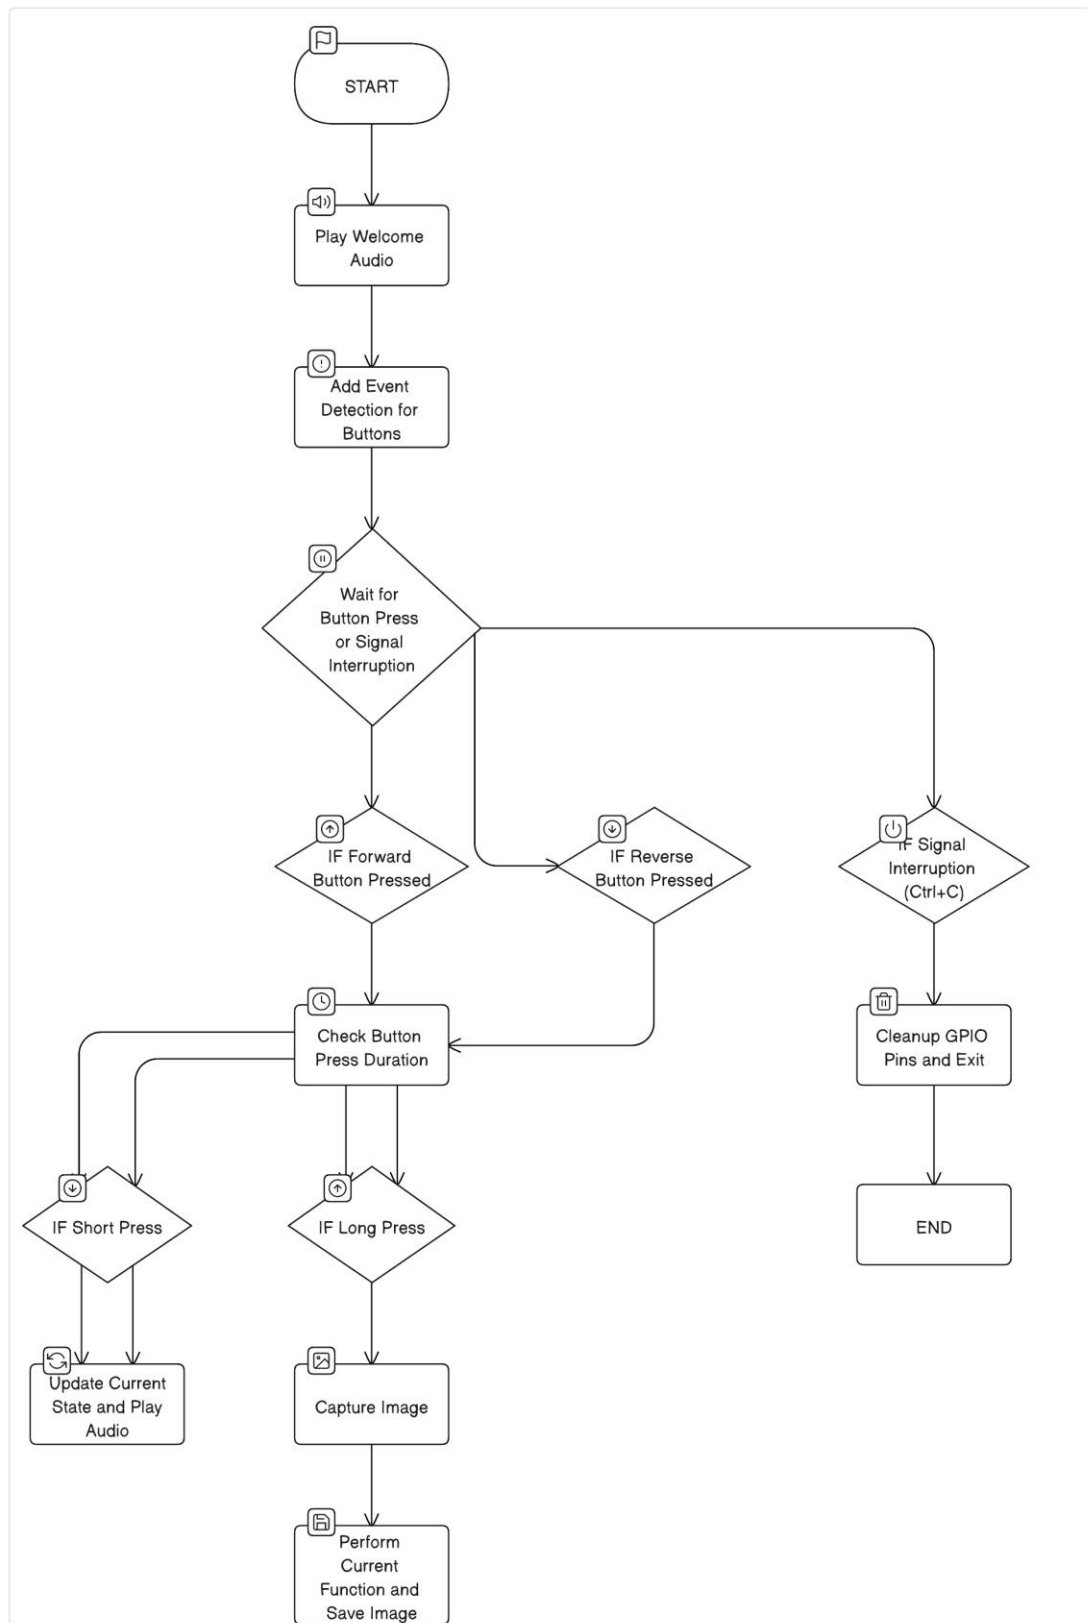 START
Play Welcome
Audio
Add Event
Detection for
Buttons
Wait for
Button Press
or Signal
Interruption
IF Forward
Button Pressed
IF Reverse
Button Pressed
IF Signal
Interruption
(Ctrl+C)
Check Button
Press Duration
Cleanup GPIO
Pins and Exit
IF Short Press
IF Long Press
END
Update Current
State and Play
Audio
Capture Image
Perform
Current
Function and
Save Image